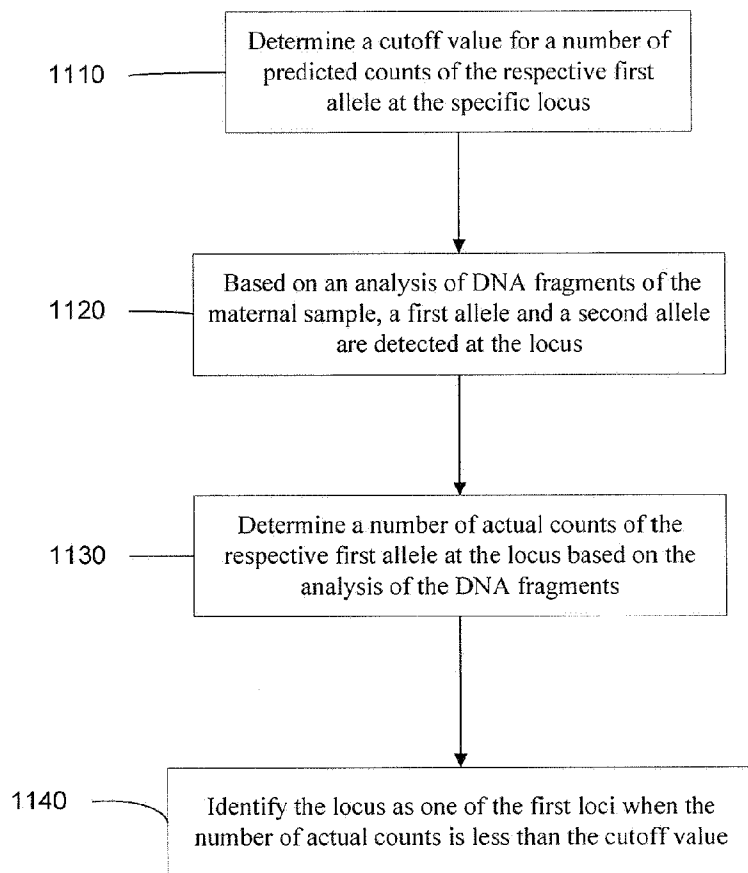 1110
Determine a cutoff value for a number of
predicted counts of the respective first
allele at the specific locus
1120
Based on an analysis of DNA fragments of the
maternal sample, a first allele and a second allele
are detected at the locus
1130
Determine a number of actual counts of the
respective first allele at the locus based on the
analysis of the DNA fragments
1140
Identify the locus as one of the first loci when the
number of actual counts is less than the cutoff value